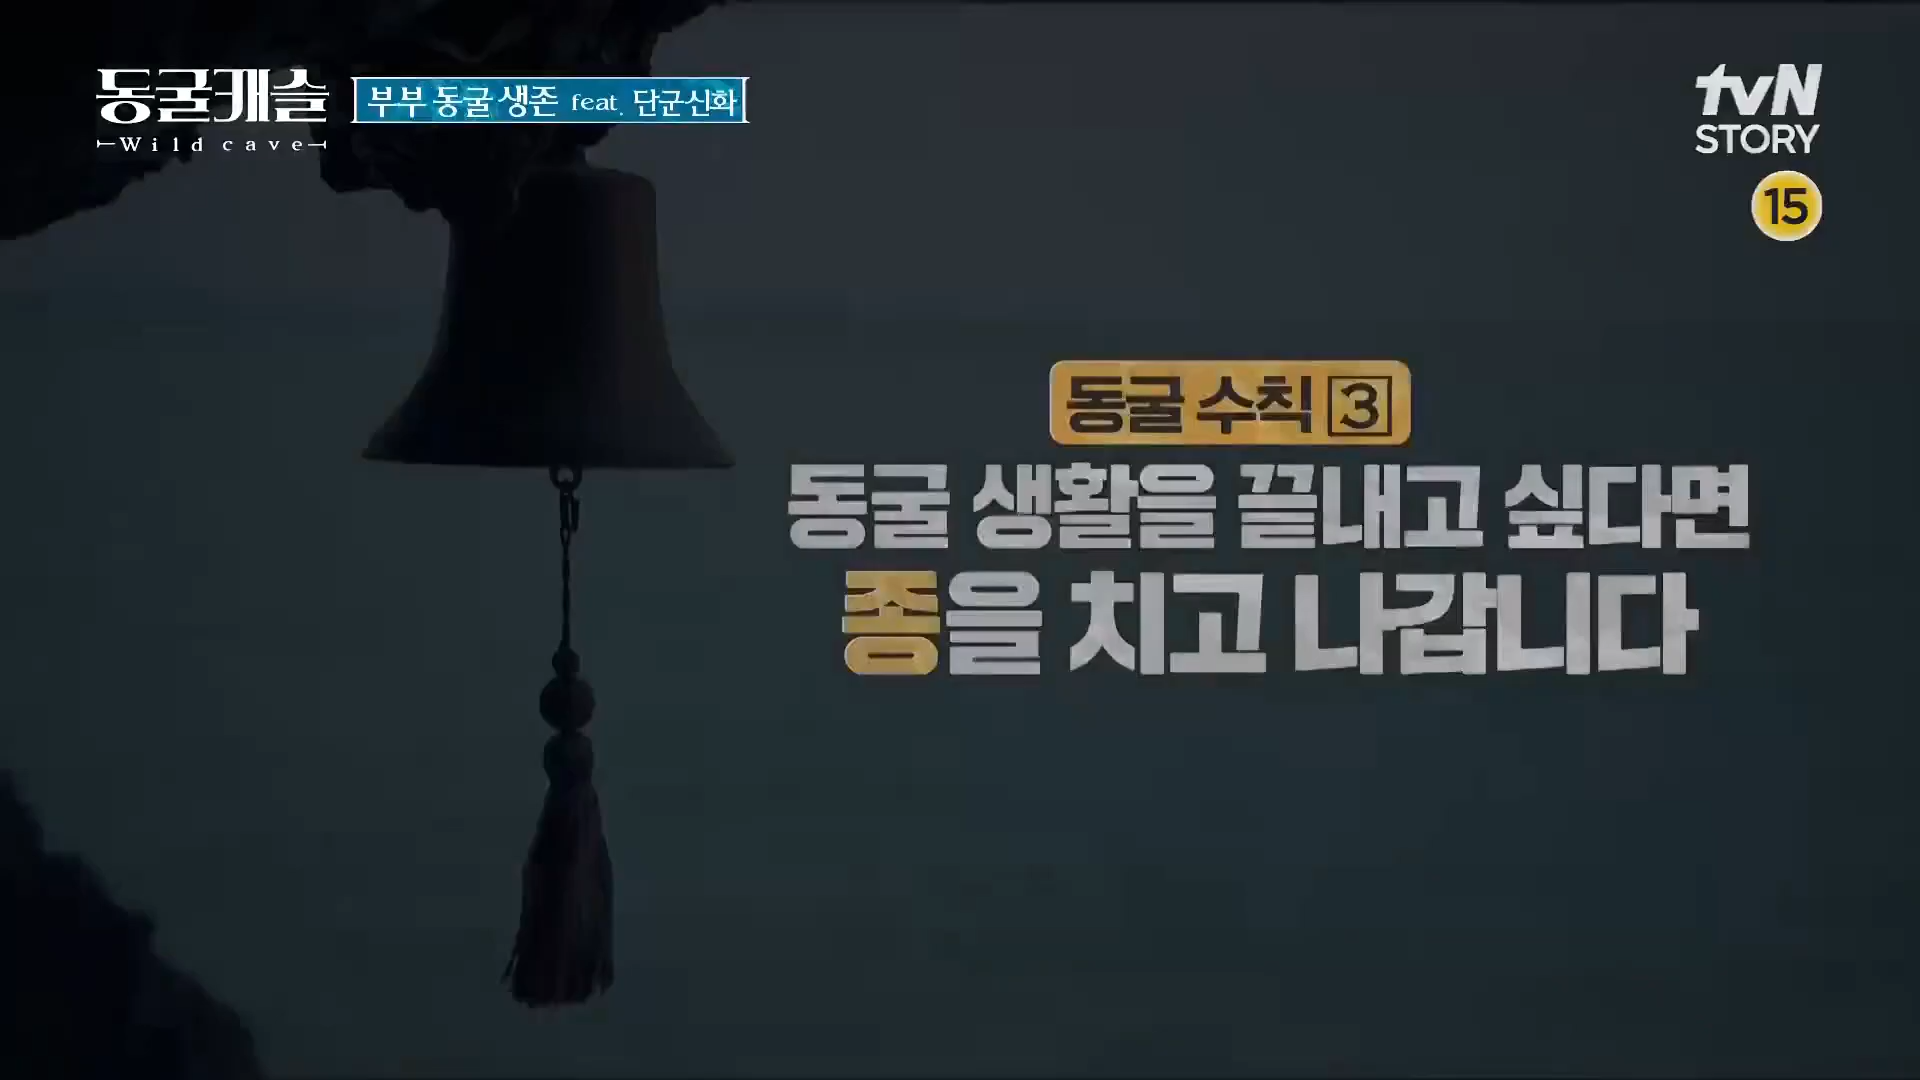 동굴캐슬
Wild cave
부부 동굴 생존 feat. 단군신화
tvN
STORY
15
동굴 수칙 3
동굴 생활을 끝내고 싶다면
종을 치고 나갑니다